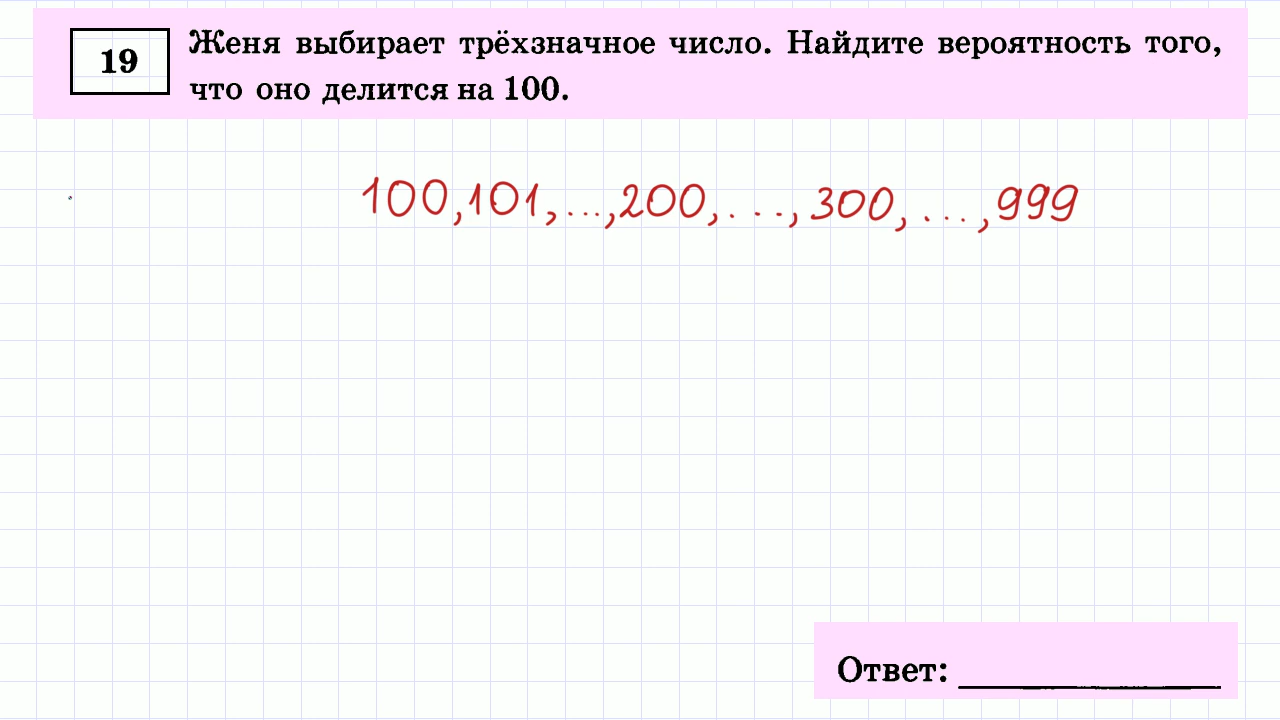 19
Женя выбирает трёхзначное число. Найдите вероятность того,
что оно делится на 100.
100,101,...,200,...,300,...,999
Ответ: